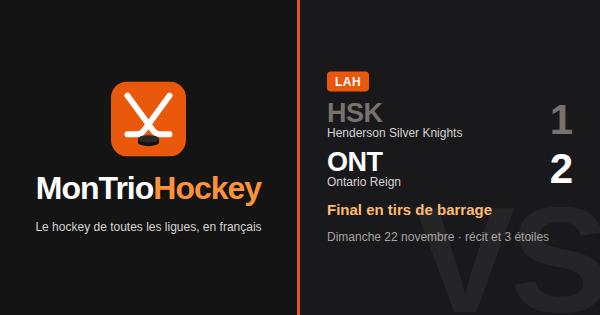 MonTrioHockey
Le hockey de toutes les ligues, en français
LAH
HSK 1
Henderson Silver Knights
ONT 2
Ontario Reign
Final en tirs de barrage
Dimanche 22 novembre · récit et 3 étoiles
VS